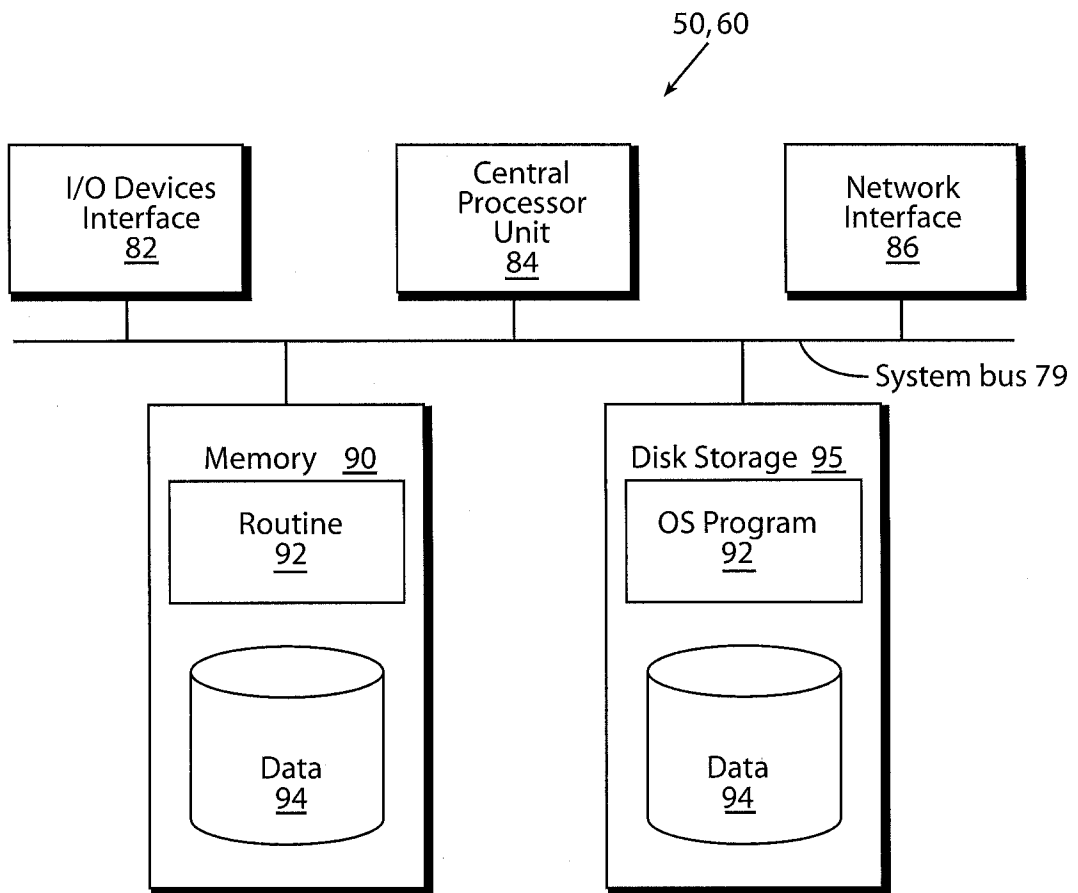 50, 60
I/O Devices
Interface
82
Central
Processor
Unit
84
Network
Interface
86
System bus 79
Memory 90
Routine
92
Data
94
Disk Storage 95
OS Program
92
Data
94